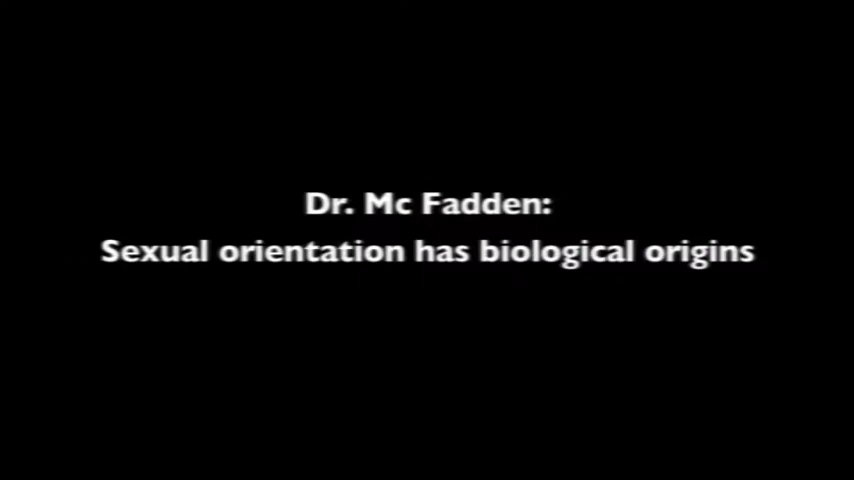 Dr. Mc Fadden:
Sexual orientation has biological origins